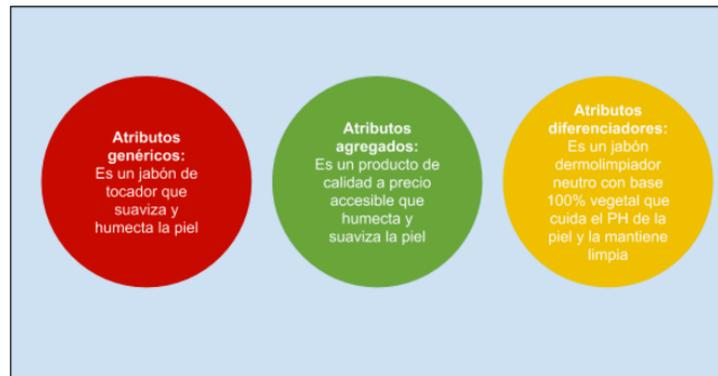 Atributos
genéricos:
Es un jabón de
tocador que
suaviza y
humecta la piel
Atributos
agregados:
Es un producto de
calidad a precio
accesible que
humecta y
suaviza la piel
Atributos
diferenciadores:
Es un jabón
dermolimpiador
neutro con base
100% vegetal que
cuida el PH de la
piel y la mantiene
limpia